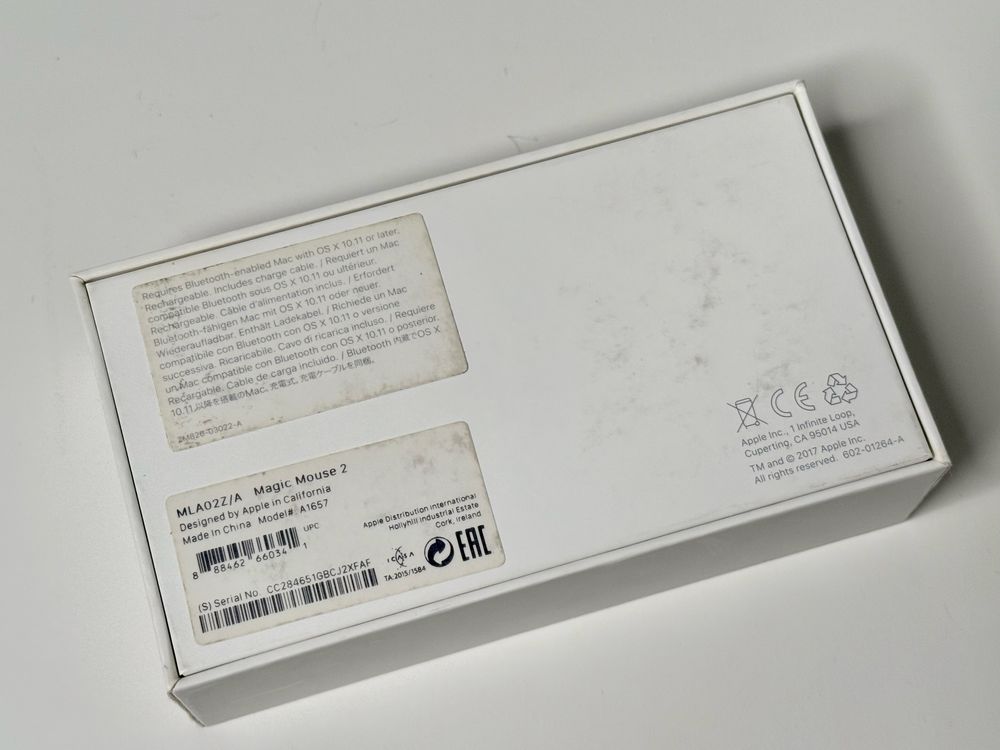 Requires Bluetooth-enabled Mac with OS X 10.11 or later.
Rechargeable. Includes charge cable. / Requiert un Mac
compatible Bluetooth sous OS X 10.11 ou ultérieur.
Rechargeable. Câble d'alimentation inclus. / Erfordert
Bluetooth-fähigen Mac mit OS X 10.11 oder neuer.
Wiederaufladbar. Enthält Ladekabel. / Richiede un Mac
compatibile con Bluetooth con OS X 10.11 o versione
successiva. Ricaricabile. Cavo di ricarica incluso. / Requiere
un Mac compatible con Bluetooth con OS X 10.11 o posterior.
Recargable. Cable de carga incluido. / Bluetooth 内蔵でOS X
10.11 以降を搭載のMac、充電式。充電ケーブルを同梱。
ZM828-03022-A
MLA02Z/A Magic Mouse 2
Designed by Apple in California
Made in China Model#: A1657
UPC
8 88462 66034 1
(S) Serial No. CC284651GBCJ2XFAF
Apple Distribution International
Hollyhill Industrial Estate
Cork, Ireland
ICASA
TA:2015/1584
EAC
CE
Apple Inc., 1 Infinite Loop,
Cuperting, CA 95014 USA
TM and © 2017 Apple Inc.
All rights reserved. 602-01264-A